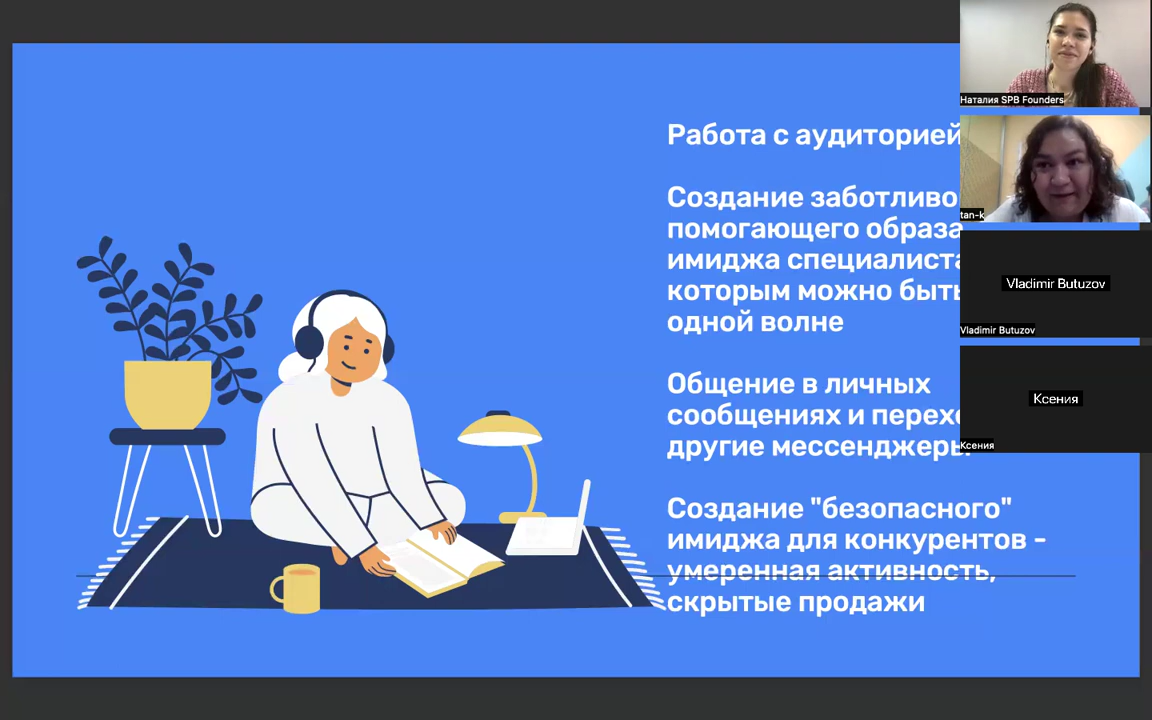 Работа с аудиторией
Создание заботливо
помогающего образа
имиджа специалиста
которым можно быть
одной волне
Общение в личных
сообщениях и
другие мессенджеры.
Создание "безопасного"
имиджа для конкурентов -
умеренная активность,
скрытые продажи
Наталия SPB Founders
tan-k
Vladimir Butuzov
Vladimir Butuzov
Ксения
Ксения